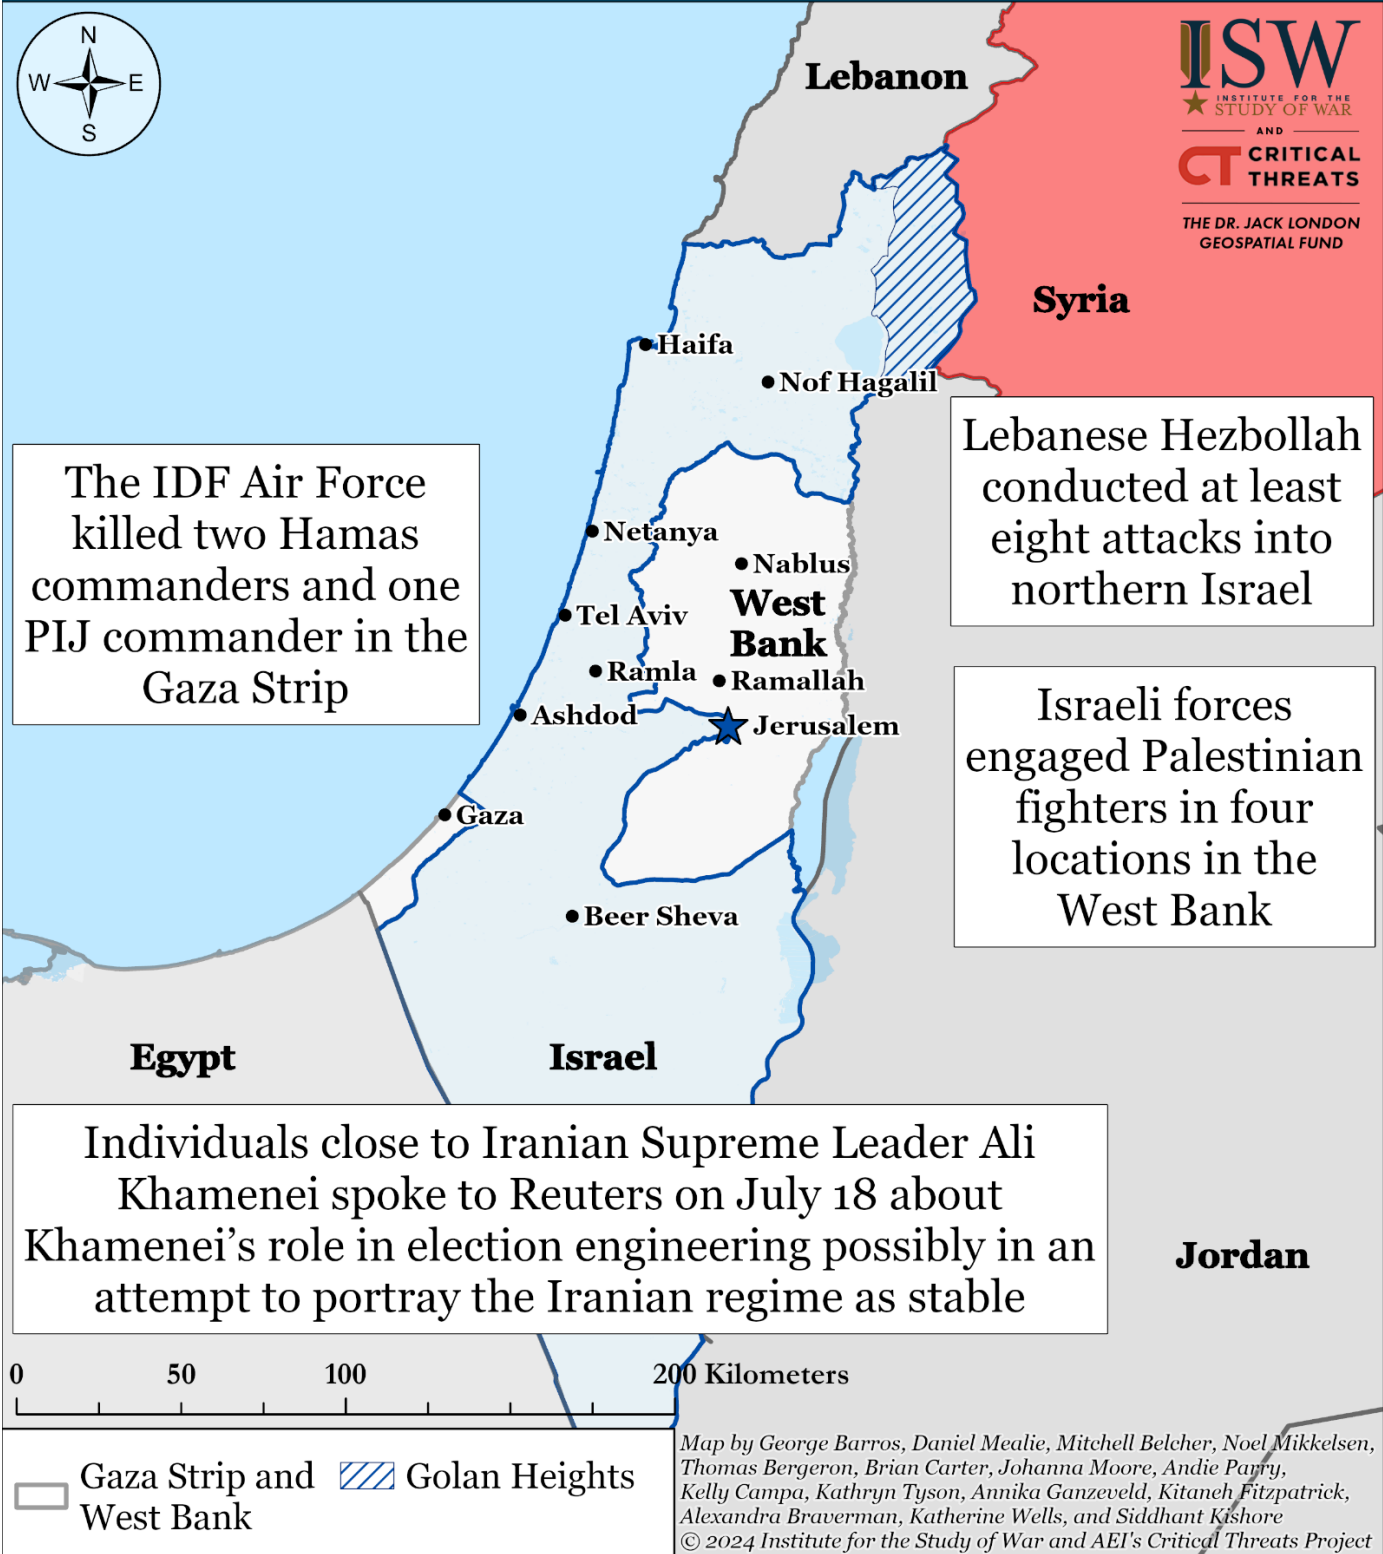 N
W
E
S
Lebanon
ISW
INSTITUTE FOR THE
STUDY OF WAR
AND
CT CRITICAL
THREATS
THE DR. JACK LONDON
GEOSPATIAL FUND
Syria
Haifa
Nof Hagalil
Lebanese Hezbollah
conducted at least
eight attacks into
northern Israel
The IDF Air Force
killed two Hamas
commanders and one
PIJ commander in the
Gaza Strip
Netanya
Nablus
West
Bank
Tel Aviv
Ramla
Ramallah
Ashdod
Jerusalem
Israeli forces
engaged Palestinian
fighters in four
locations in the
West Bank
Gaza
Beer Sheva
Egypt
Israel
Individuals close to Iranian Supreme Leader Ali
Khamenei spoke to Reuters on July 18 about
Khamenei’s role in election engineering possibly in an
attempt to portray the Iranian regime as stable
Jordan
0 50 100 200 Kilometers
Gaza Strip and
West Bank
Golan Heights
Map by George Barros, Daniel Mealie, Mitchell Belcher, Noel Mikkelsen,
Thomas Bergeron, Brian Carter, Johanna Moore, Andie Parry,
Kelly Campa, Kathryn Tyson, Annika Ganzeveld, Kitaneh Fitzpatrick,
Alexandra Braverman, Katherine Wells, and Siddhant Kishore
© 2024 Institute for the Study of War and AEI's Critical Threats Project